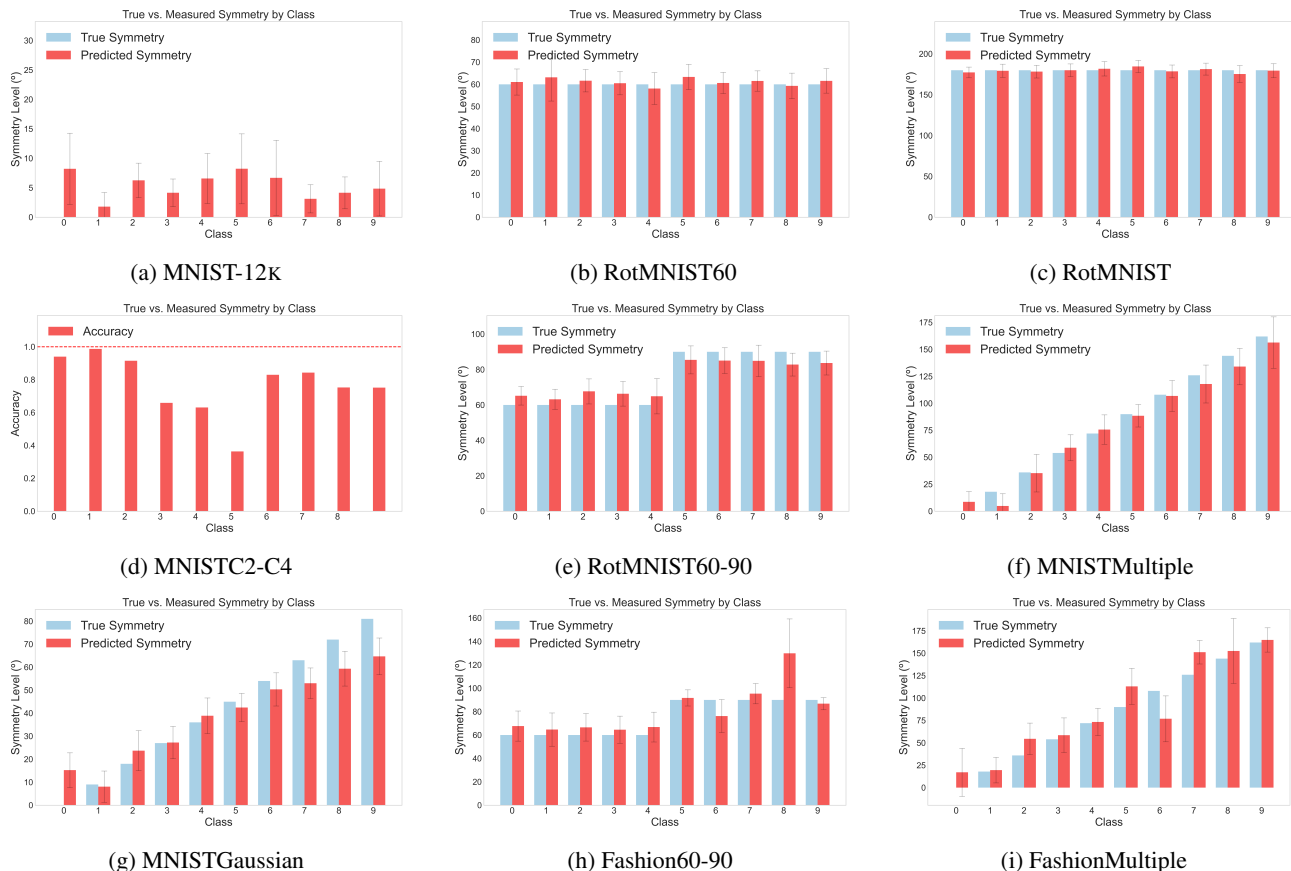 True vs. Measured Symmetry by Class
True Symmetry
Predicted Symmetry
Symmetry Level (º)
30
25
20
15
10
5
0
0 1 2 3 4 5 6 7 8 9
Class
(a) MNIST-12K
True vs. Measured Symmetry by Class
True Symmetry
Predicted Symmetry
Symmetry Level (º)
80
70
60
50
40
30
20
10
0
0 1 2 3 4 5 6 7 8 9
Class
(b) RotMNIST60
True vs. Measured Symmetry by Class
True Symmetry
Predicted Symmetry
Symmetry Level (º)
200
150
100
50
0
0 1 2 3 4 5 6 7 8 9
Class
(c) RotMNIST
True vs. Measured Symmetry by Class
Accuracy
Accuracy
1.0
0.8
0.6
0.4
0.2
0.0
0 1 2 3 4 5 6 7 8
Class
(d) MNISTC2-C4
True vs. Measured Symmetry by Class
True Symmetry
Predicted Symmetry
Symmetry Level (º)
100
80
60
40
20
0
0 1 2 3 4 5 6 7 8 9
Class
(e) RotMNIST60-90
True vs. Measured Symmetry by Class
True Symmetry
Predicted Symmetry
Symmetry Level (º)
175
150
125
100
75
50
25
0
0 1 2 3 4 5 6 7 8 9
Class
(f) MNISTMultiple
True vs. Measured Symmetry by Class
True Symmetry
Predicted Symmetry
Symmetry Level (º)
80
70
60
50
40
30
20
10
0
0 1 2 3 4 5 6 7 8 9
Class
(g) MNISTGaussian
True vs. Measured Symmetry by Class
True Symmetry
Predicted Symmetry
Symmetry Level (º)
160
140
120
100
80
60
40
20
0
0 1 2 3 4 5 6 7 8 9
Class
(h) Fashion60-90
True vs. Measured Symmetry by Class
True Symmetry
Predicted Symmetry
Symmetry Level (º)
175
150
125
100
75
50
25
0
0 1 2 3 4 5 6 7 8 9
Class
(i) FashionMultiple